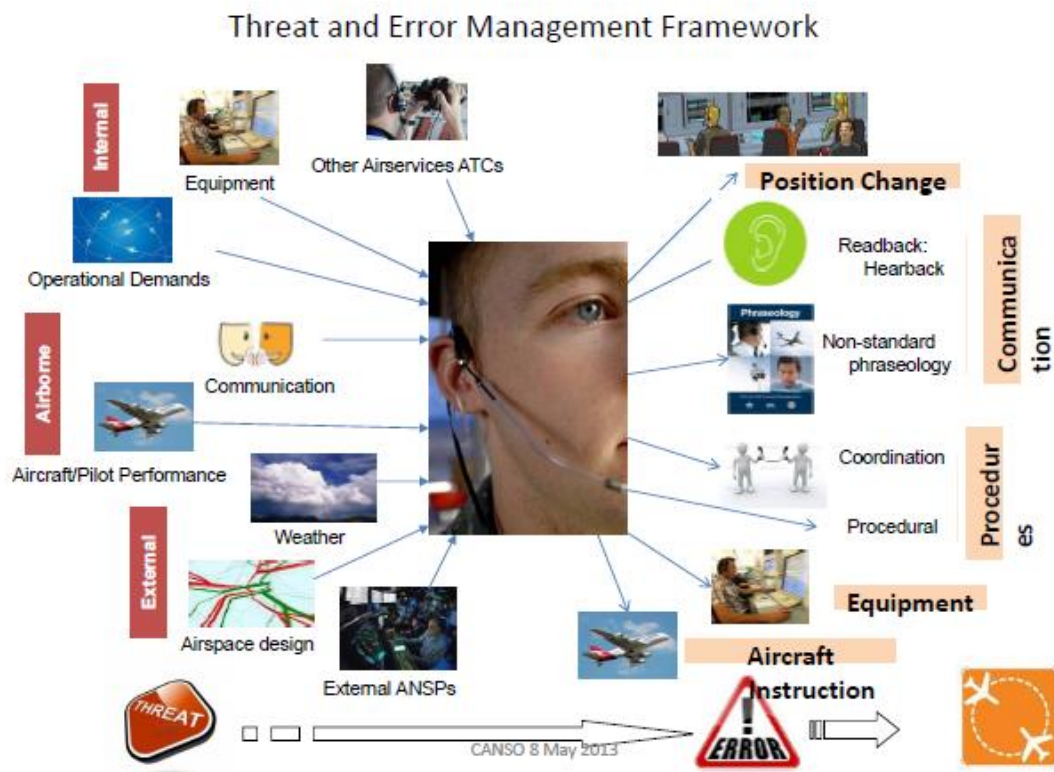 Threat and Error Management Framework
Internal
Equipment
Other Airservices ATCs
Position Change
Operational Demands
Readback:
Hearback
Communica
tion
Phraseology
Non-standard
phraseology
Airborne
Communication
Aircraft/Pilot Performance
Coordination
Procedural
Procedur
es
Weather
External
Airspace design
External ANSPs
Equipment
Aircraft
Instruction
THREAT
ERROR
CANSO 8 May 2013